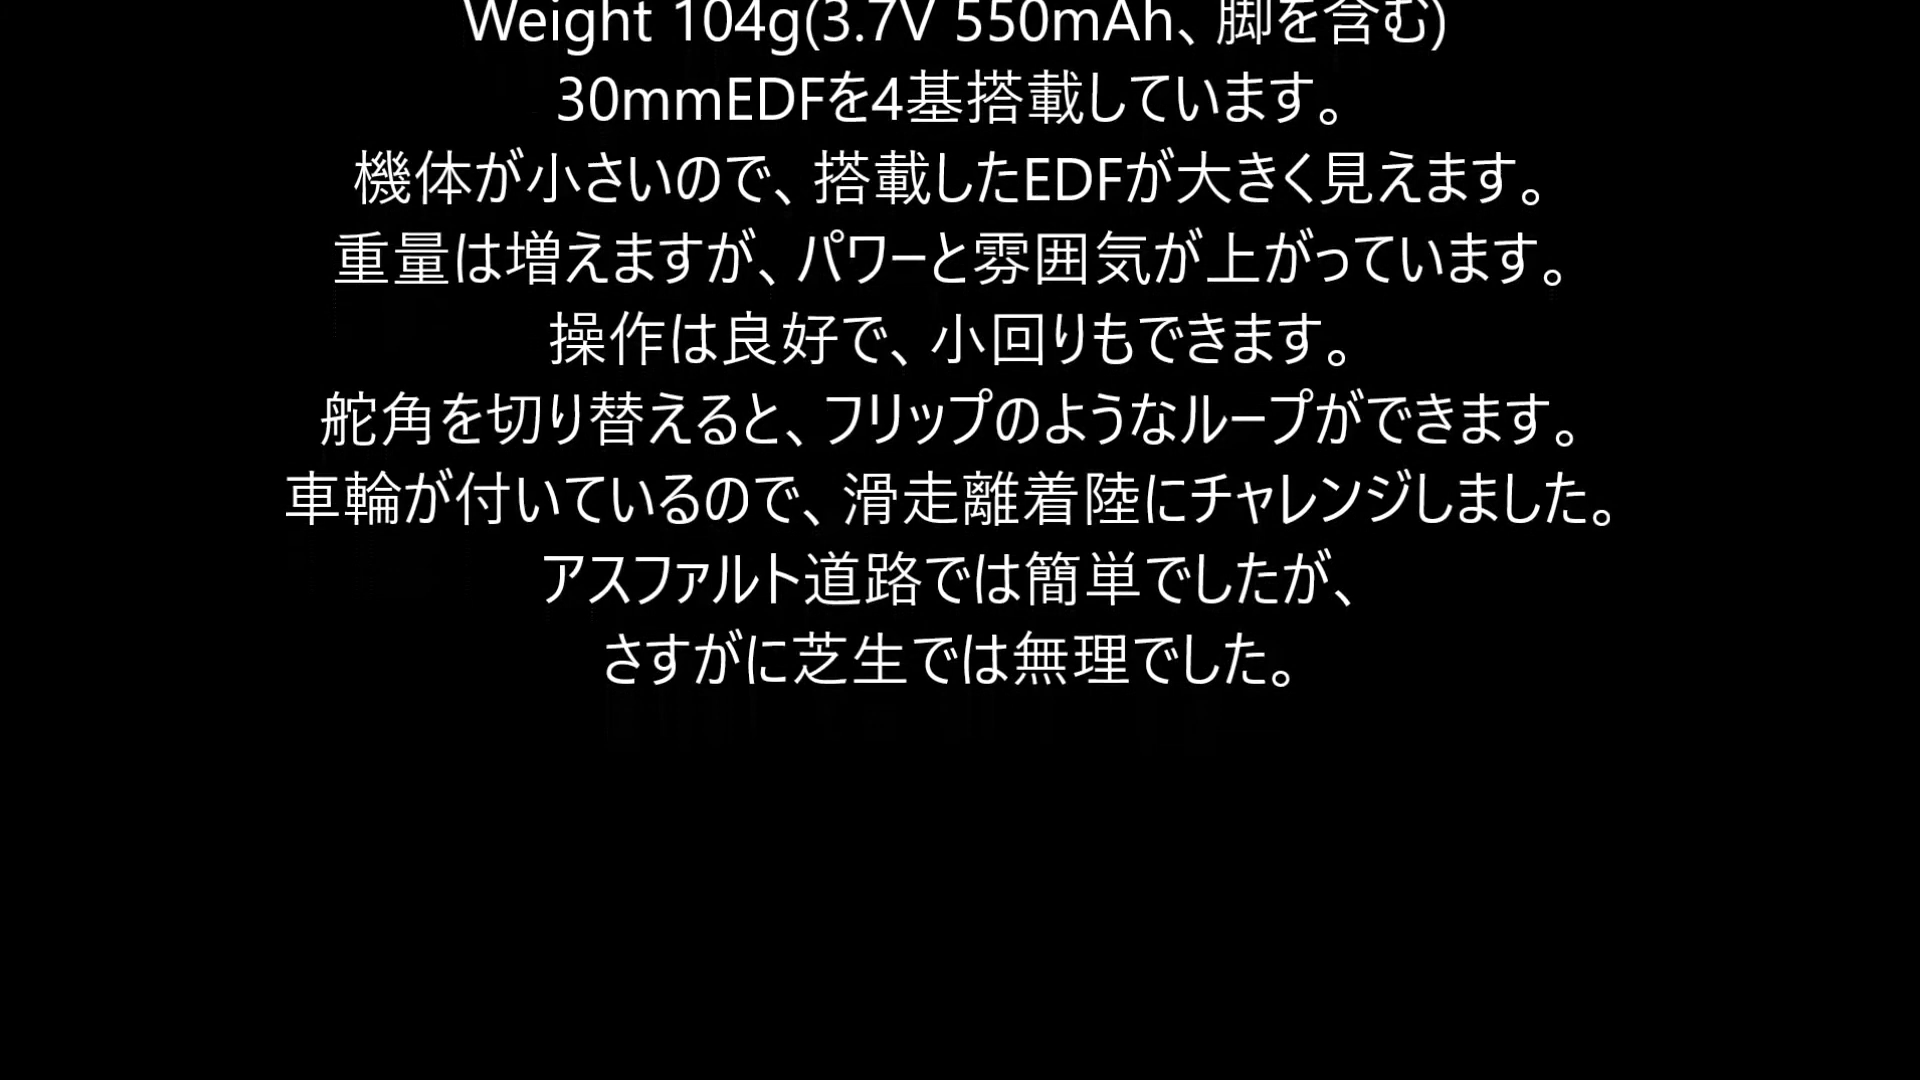 Weight 104g(3.7V 550mAh、脚を含む)
30mmEDFを4基搭載しています。
機体が小さいので、搭載したEDFが大きく見えます。
重量は増えますが、パワーと雰囲気が上がっています。
操作は良好で、小回りもできます。
舵角を切り替えると、フリップのようなループができます。
車輪が付いているので、滑走離着陸にチャレンジしました。
アスファルト道路では簡単でしたが、
さすがに芝生では無理でした。